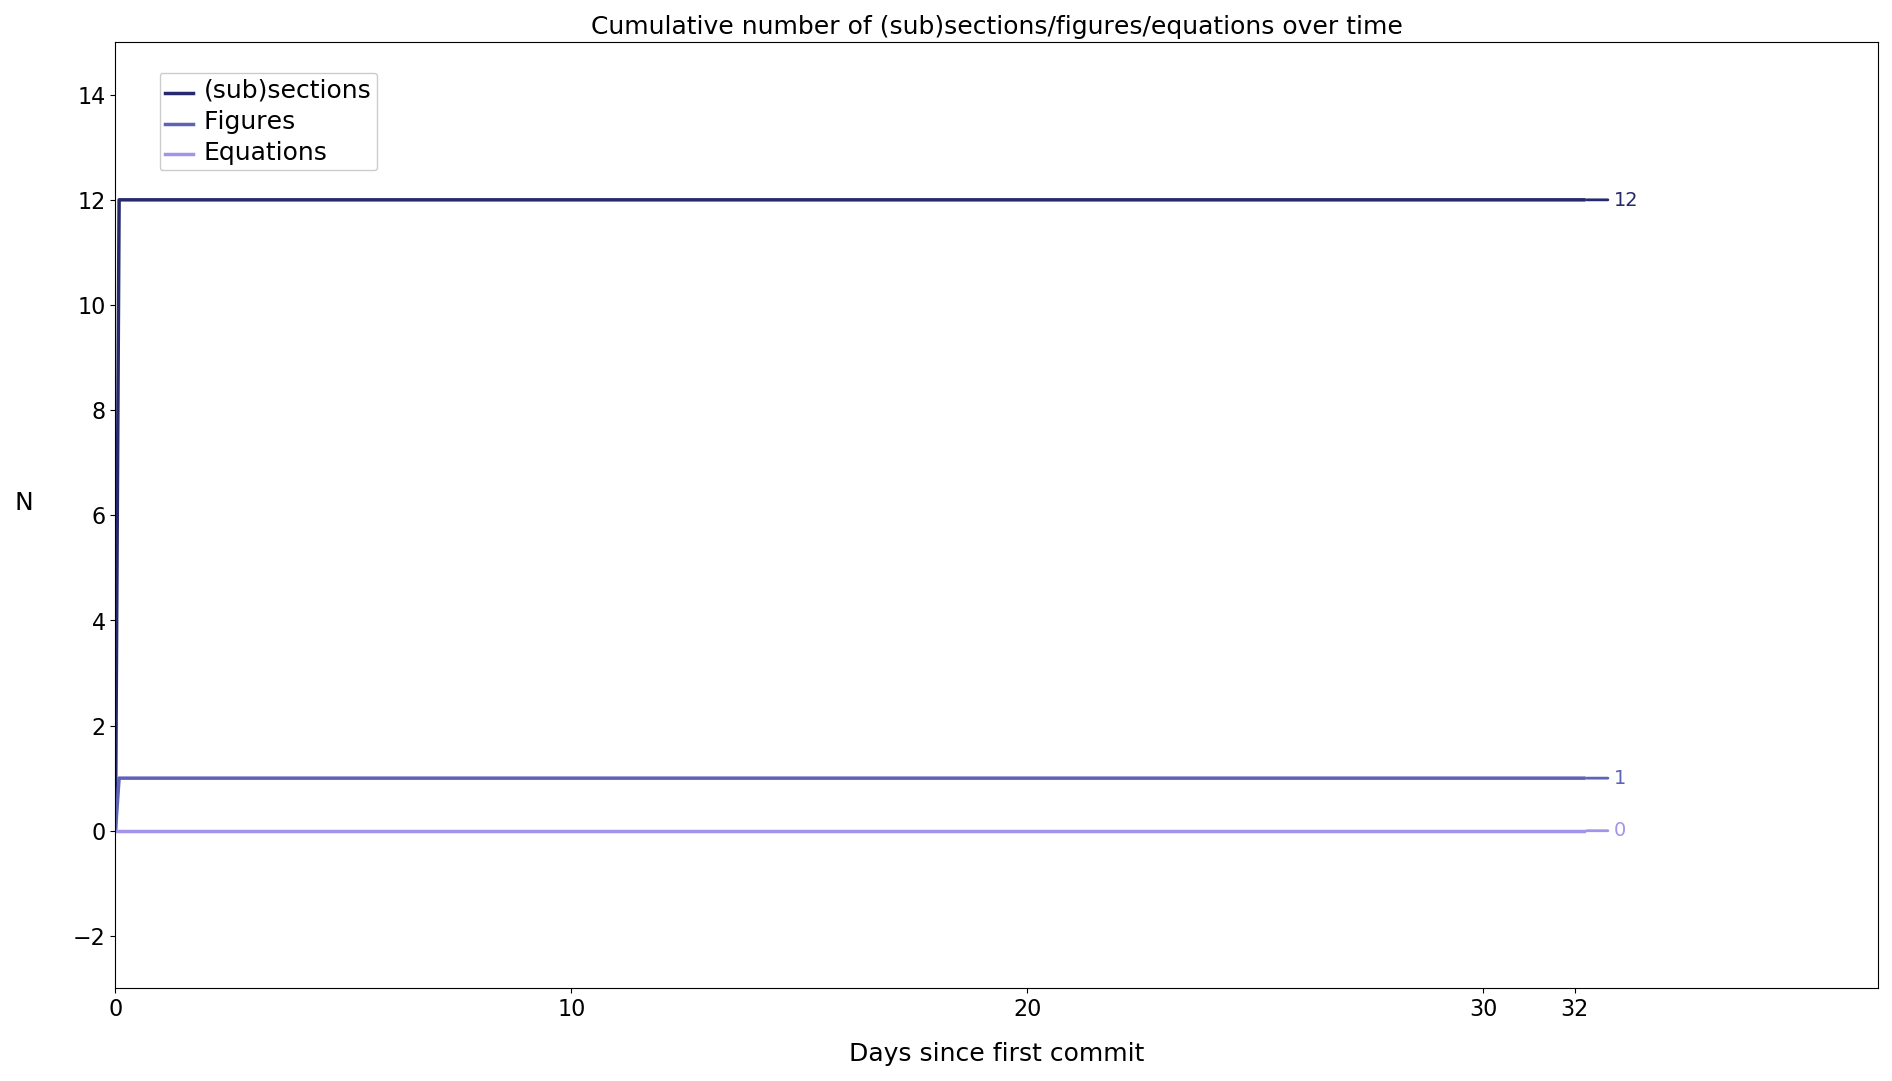 Cumulative number of (sub)sections/figures/equations over time
(sub)sections
Figures
Equations
14
12
10
8
6
4
2
0
−2
N
12
1
0
0 10 20 30 32
Days since first commit